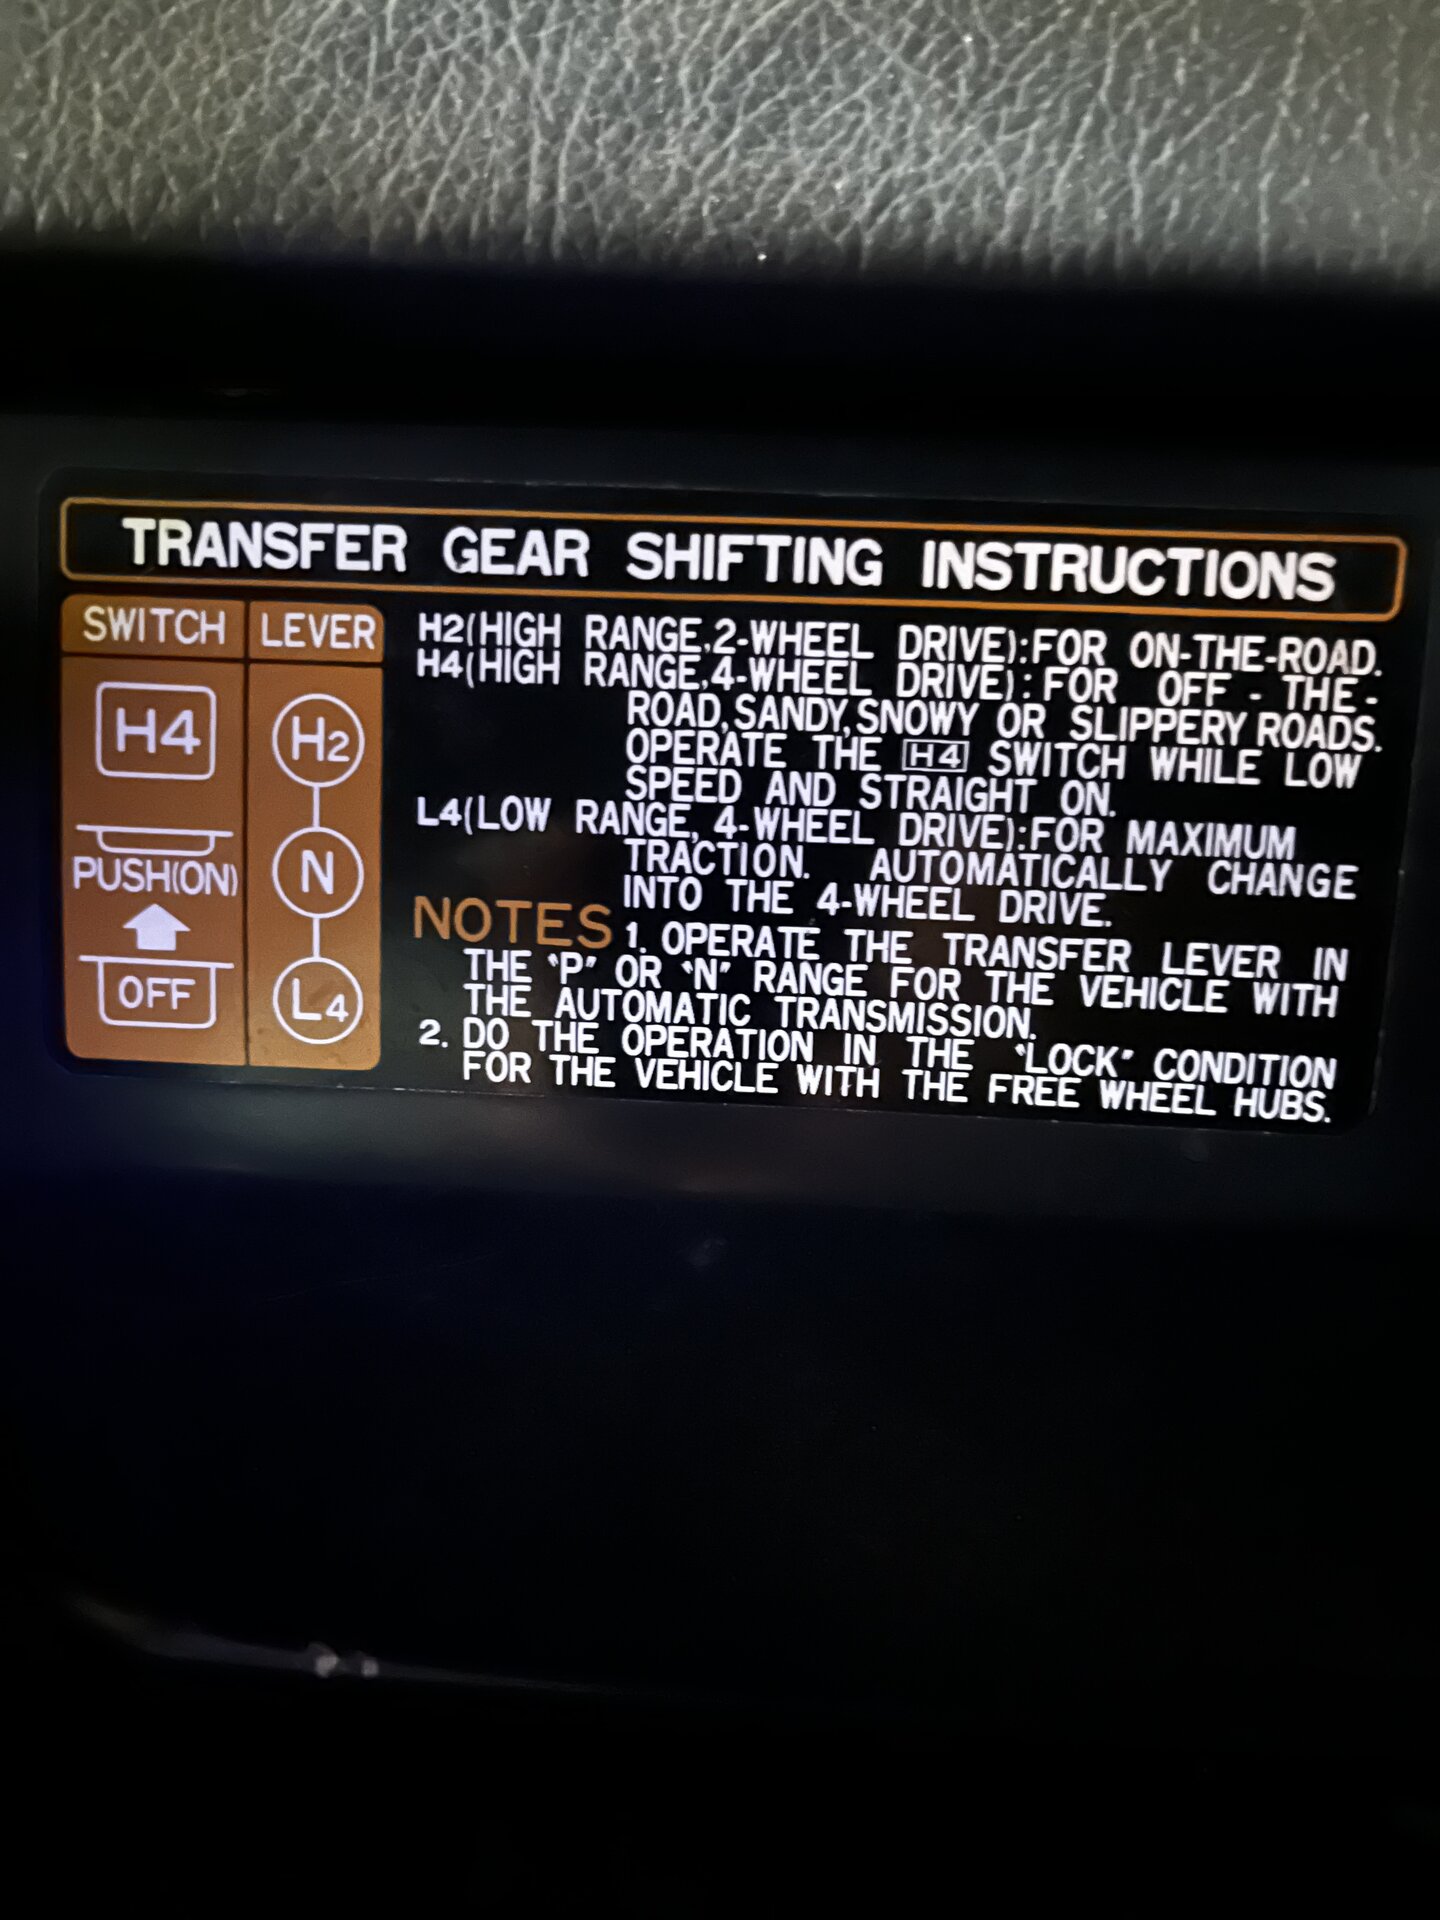 TRANSFER GEAR SHIFTING INSTRUCTIONS
SWITCH
H4
PUSH(ON)
OFF
LEVER
H2
N
L4
H2(HIGH RANGE,2-WHEEL DRIVE):FOR ON-THE-ROAD.
H4(HIGH RANGE,4-WHEEL DRIVE):FOR OFF-THE-
ROAD,SANDY,SNOWY OR SLIPPERY ROADS.
OPERATE THE H4 SWITCH WHILE LOW
SPEED AND STRAIGHT ON.
L4(LOW RANGE, 4-WHEEL DRIVE):FOR MAXIMUM
TRACTION. AUTOMATICALLY CHANGE
INTO THE 4-WHEEL DRIVE.
NOTES 1. OPERATE THE TRANSFER LEVER IN
THE "P" OR "N" RANGE FOR THE VEHICLE WITH
THE AUTOMATIC TRANSMISSION.
2. DO THE OPERATION IN THE "LOCK" CONDITION
FOR THE VEHICLE WITH THE FREE WHEEL HUBS.